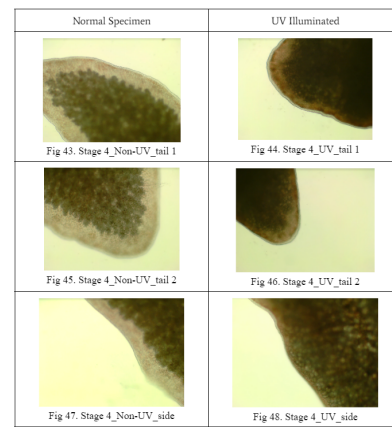 Normal Specimen UV Illuminated
Fig 43. Stage 4_Non-UV_tail 1 Fig 44. Stage 4_UV_tail 1
Fig 45. Stage 4_Non-UV_tail 2 Fig 46. Stage 4_UV_tail 2
Fig 47. Stage 4_Non-UV_side Fig 48. Stage 4_UV_side